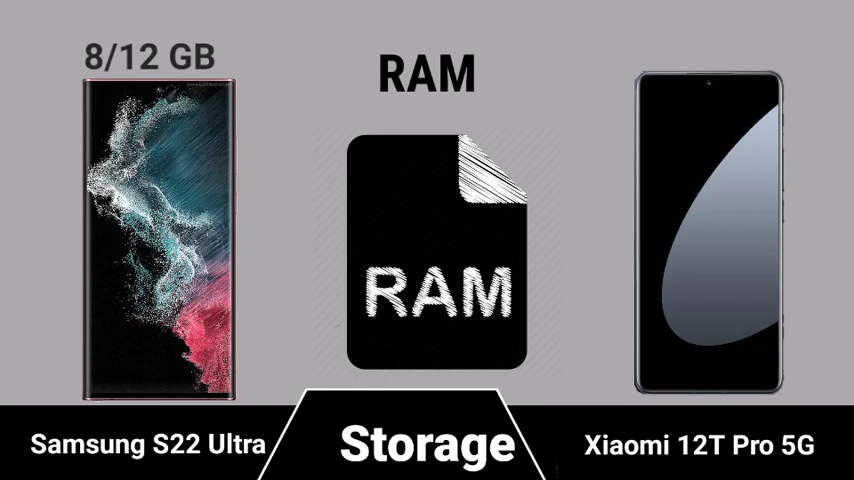 8/12 GB
RAM
RAM
Samsung S22 Ultra
Storage
Xiaomi 12T Pro 5G